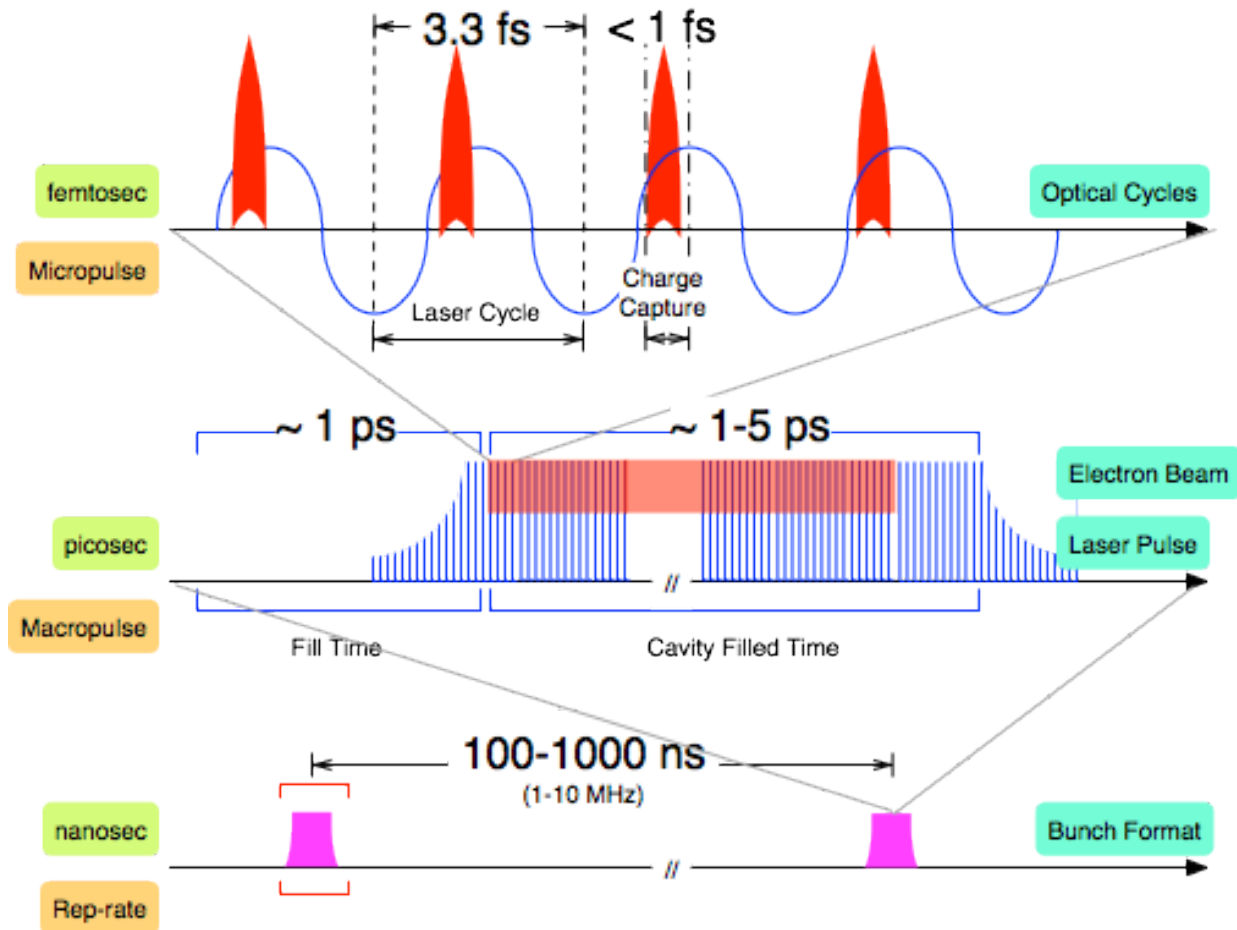 3.3 fs
< 1 fs
femtosec
Optical Cycles
Micropulse
Charge
Capture
Laser Cycle
~ 1 ps
~ 1-5 ps
Electron Beam
picosec
Laser Pulse
//
Macropulse
Fill Time
Cavity Filled Time
100-1000 ns
(1-10 MHz)
nanosec
Bunch Format
//
Rep-rate